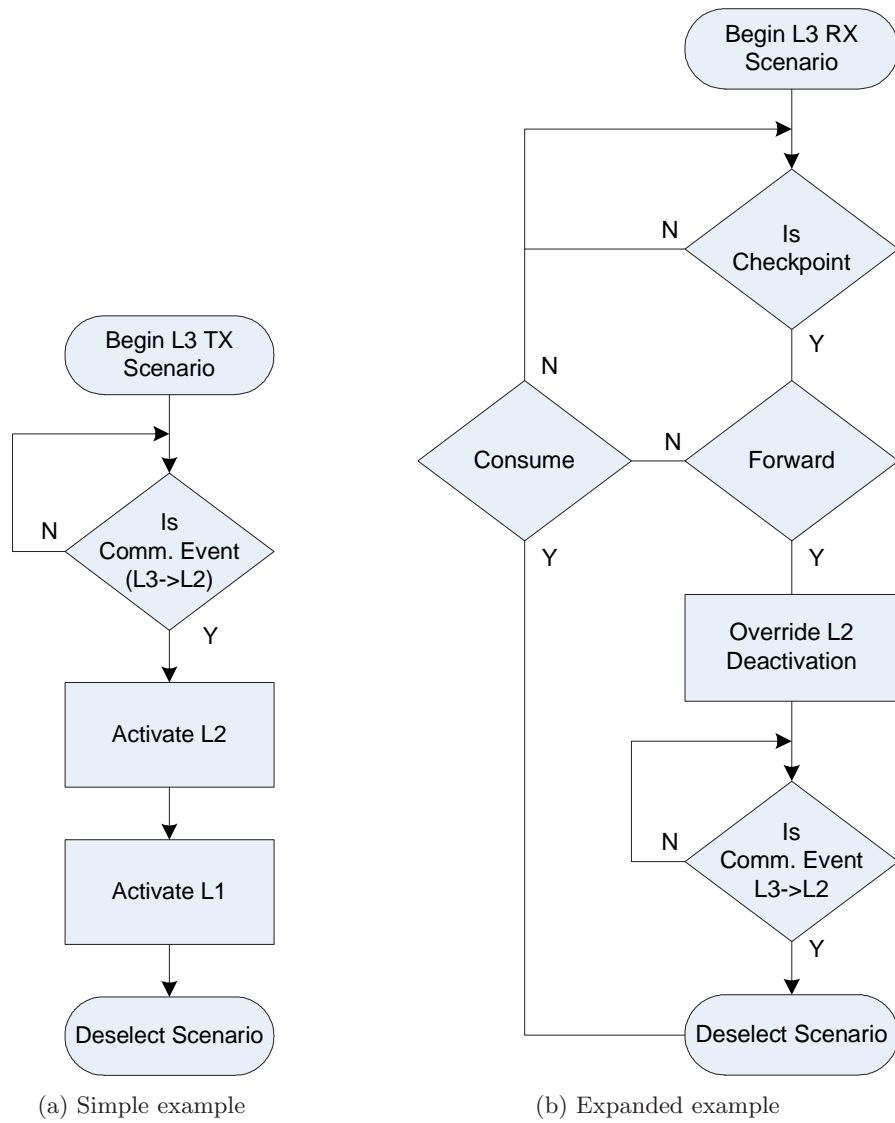 Begin L3 TX
Scenario
N
Is
Comm. Event
(L3->L2)
Y
Activate L2
Activate L1
Deselect Scenario
(a) Simple example
Begin L3 RX
Scenario
N
Is
Checkpoint
Y
N
Consume
N
Forward
Y
Y
Override L2
Deactivation
N
Is
Comm. Event
L3->L2
Y
Deselect Scenario
(b) Expanded example